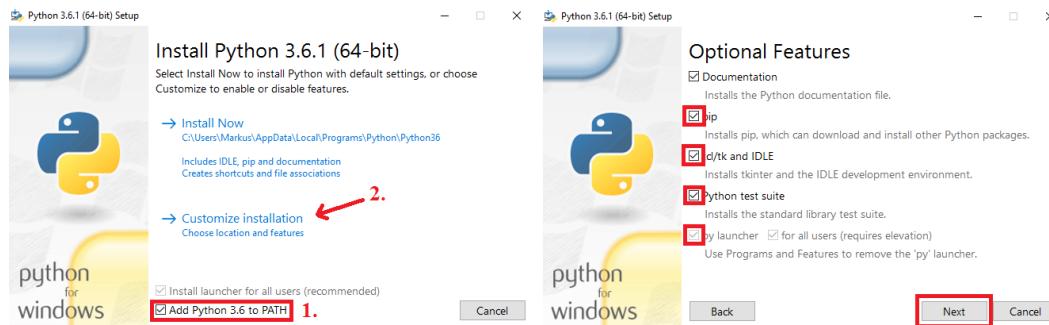 Python 3.6.1 (64-bit) Setup
Install Python 3.6.1 (64-bit)
Select Install Now to install Python with default settings, or choose
Customize to enable or disable features.
→ Install Now
C:\Users\Markus\AppData\Local\Programs\Python\Python36
Includes IDLE, pip and documentation
Creates shortcuts and file associations
2.
→ Customize installation
Choose location and features
Install launcher for all users (recommended)
Add Python 3.6 to PATH 1.
Cancel
python
for
windows
Python 3.6.1 (64-bit) Setup
Optional Features
Documentation
Installs the Python documentation file.
pip
Installs pip, which can download and install other Python packages.
tcl/tk and IDLE
Installs tkinter and the IDLE development environment.
Python test suite
Installs the standard library test suite.
py launcher for all users (requires elevation)
Use Programs and Features to remove the 'py' launcher.
python
for
windows
Back
Next
Cancel